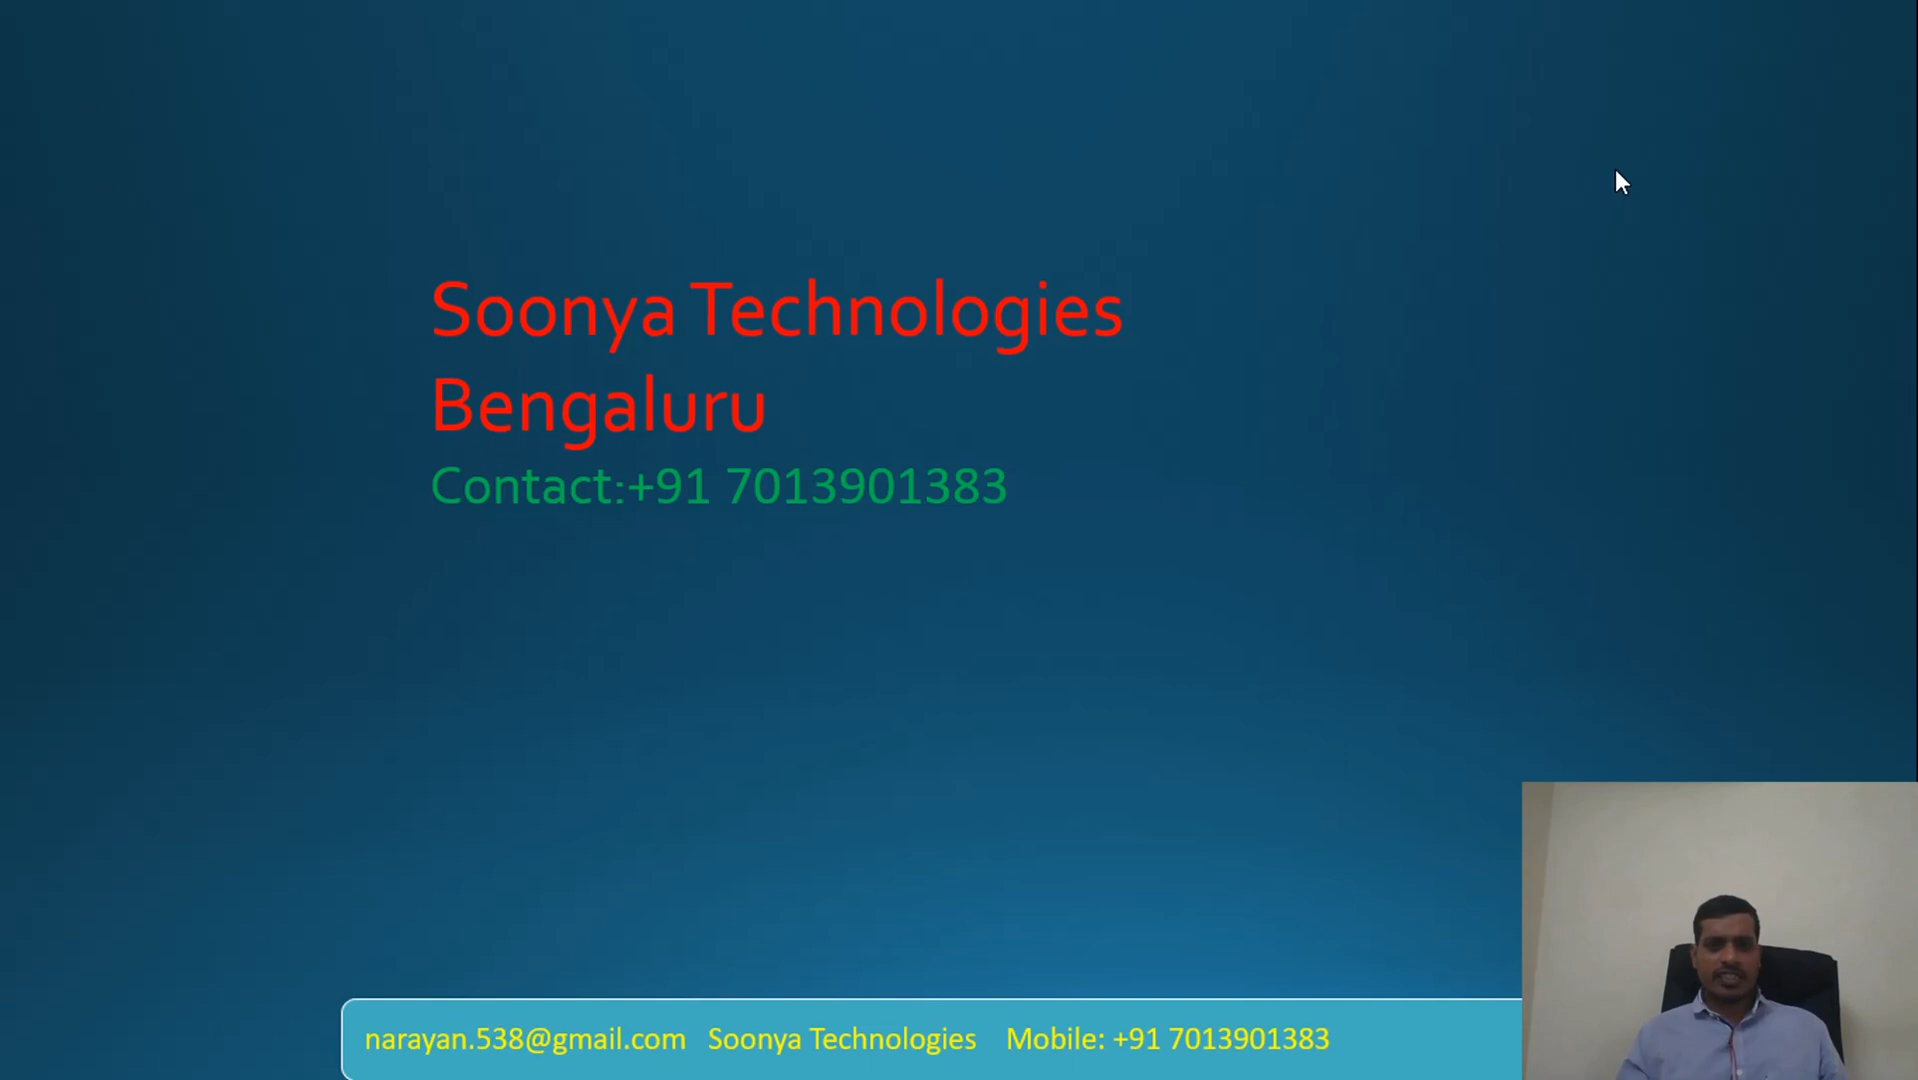 Soonya Technologies
Bengaluru
Contact:+91 7013901383
narayan.538@gmail.com Soonya Technologies Mobile: +91 7013901383